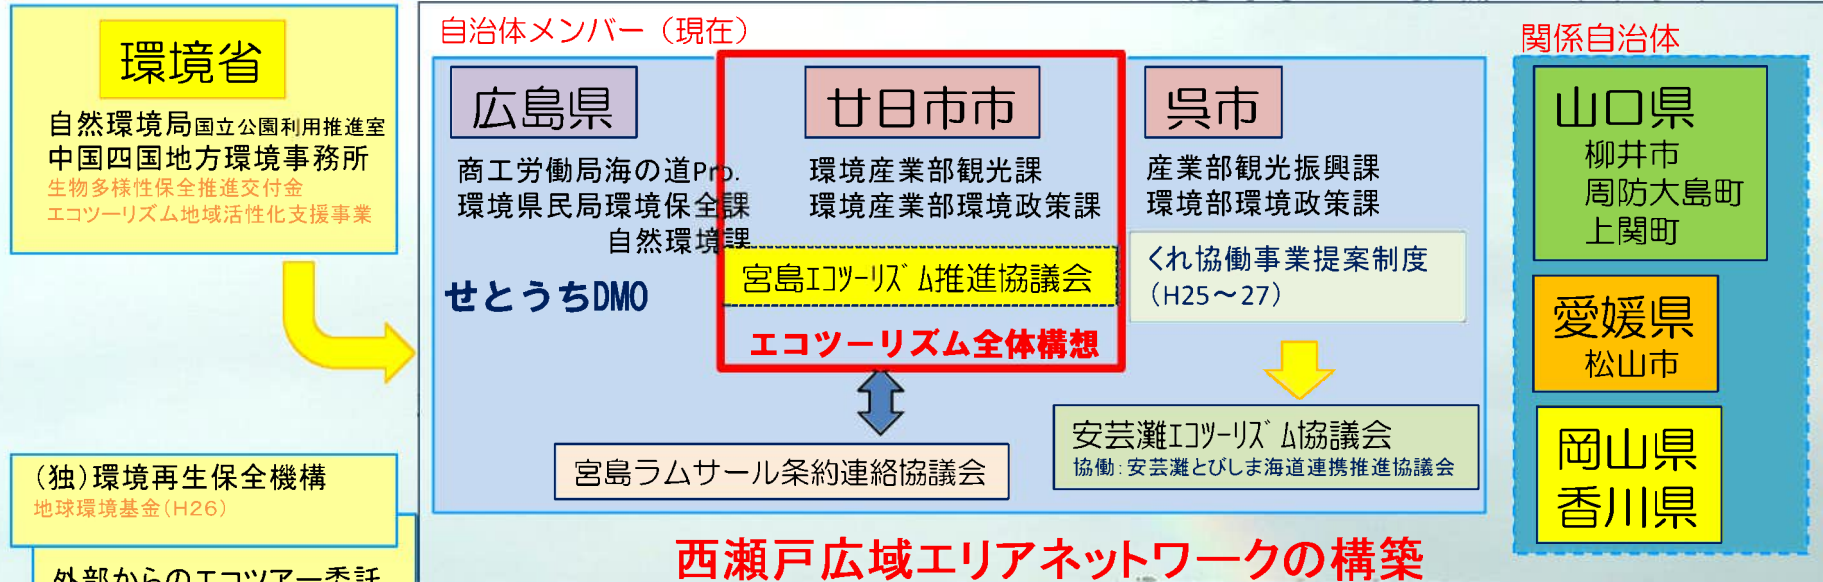 環境省
自然環境局国立公園利用推進室
中国四国地方環境事務所
生物多様性保全推進交付金
エコツーリズム地域活性化支援事業
(独)環境再生保全機構
地球環境基金(H26)
外部からのエコツアー委託
自治体メンバー（現在）
広島県
商工労働局海の道Pro.
環境県民局環境保全課
自然環境課
せとうちDMO
廿日市市
環境産業部観光課
環境産業部環境政策課
宮島ｴｺﾂｰﾘｽﾞﾑ推進協議会
エコツーリズム全体構想
呉市
産業部観光振興課
環境部環境政策課
くれ協働事業提案制度
(H25～27)
宮島ラムサール条約連絡協議会
安芸灘ｴｺﾂｰﾘｽﾞﾑ協議会
協働:安芸灘とびしま海道連携推進協議会
西瀬戸広域エリアネットワークの構築
関係自治体
山口県
柳井市
周防大島町
上関町
愛媛県
松山市
岡山県
香川県